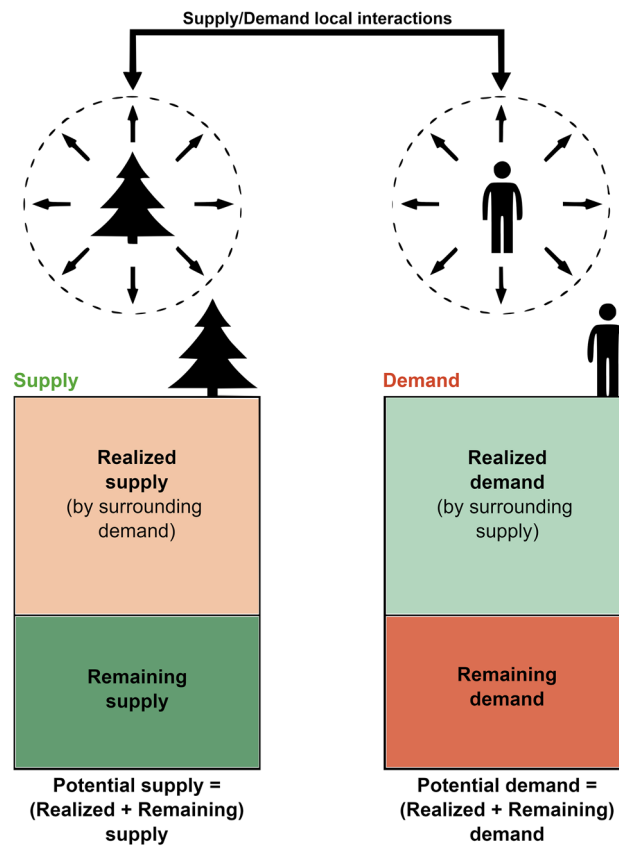 Supply/Demand local interactions
Supply
Demand
Realized
supply
(by surrounding
demand)
Realized
demand
(by surrounding
supply)
Remaining
supply
Remaining
demand
Potential supply =
(Realized + Remaining)
supply
Potential demand =
(Realized + Remaining)
demand